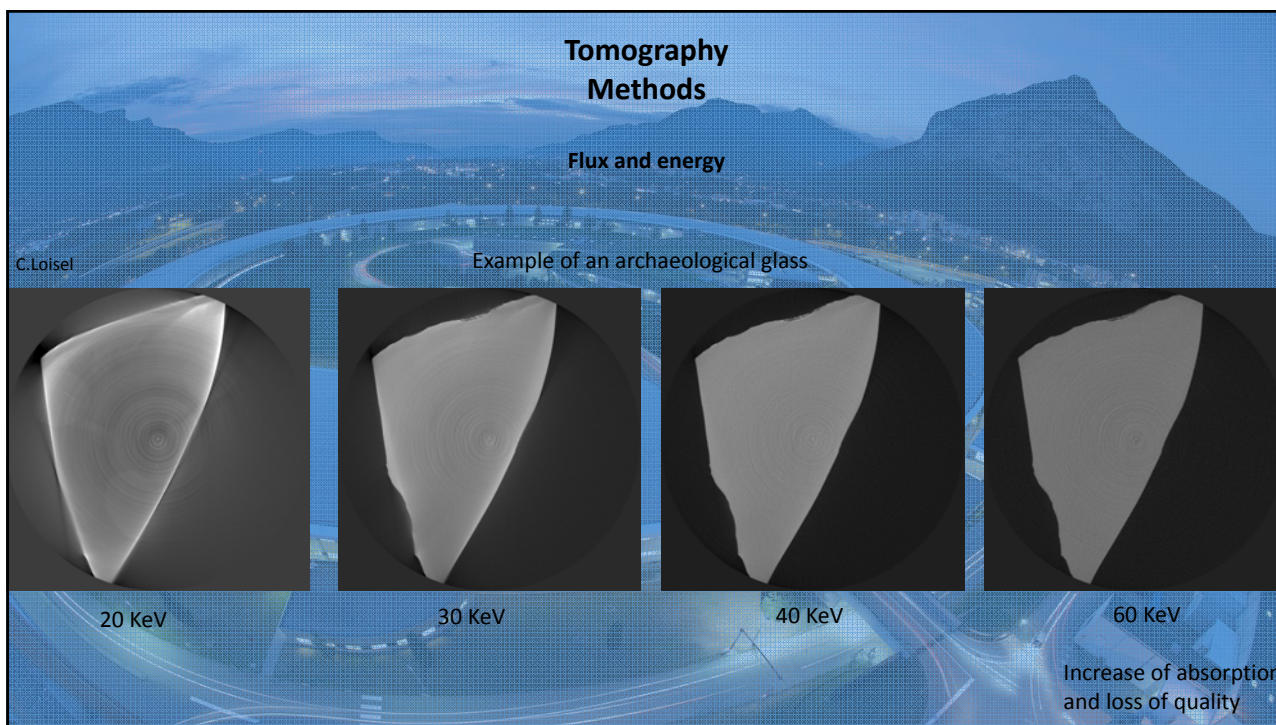 Tomography
Methods
Flux and energy
C.Loisel
Example of an archaeological glass
20 KeV
30 KeV
40 KeV
60 KeV
Increase of absorption
and loss of quality